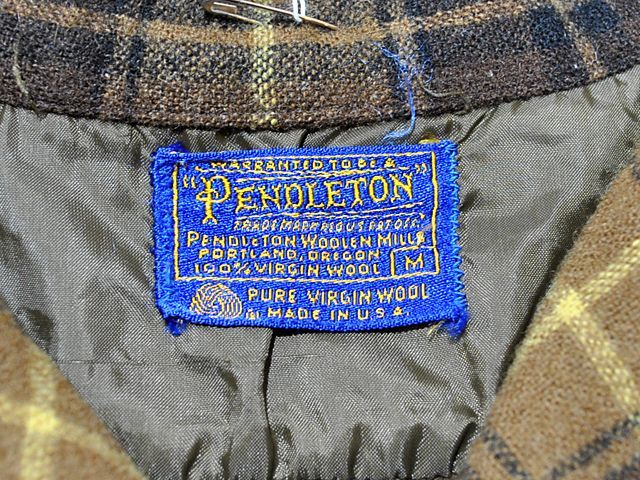 WARRANTED TO BE A
"PENDLETON"
TRADE MARK REG. U.S. PAT. OFF.
PENDLETON WOOLEN MILLS
PORTLAND, OREGON
100% VIRGIN WOOL
M
PURE VIRGIN WOOL
MADE IN U.S.A.